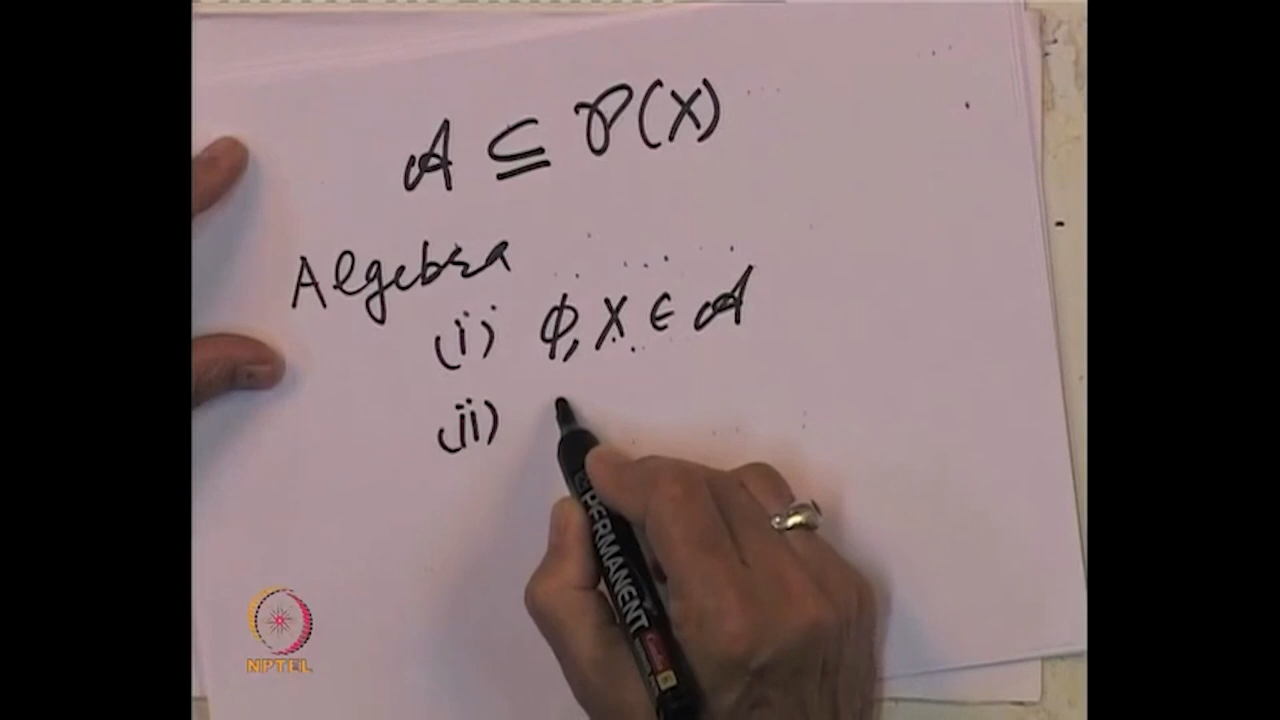 𝒜 ⊆ 𝒫(X)
Algebra
(i) ϕ, X ∈ 𝒜
(ii)
PERMANENT
NPTEL